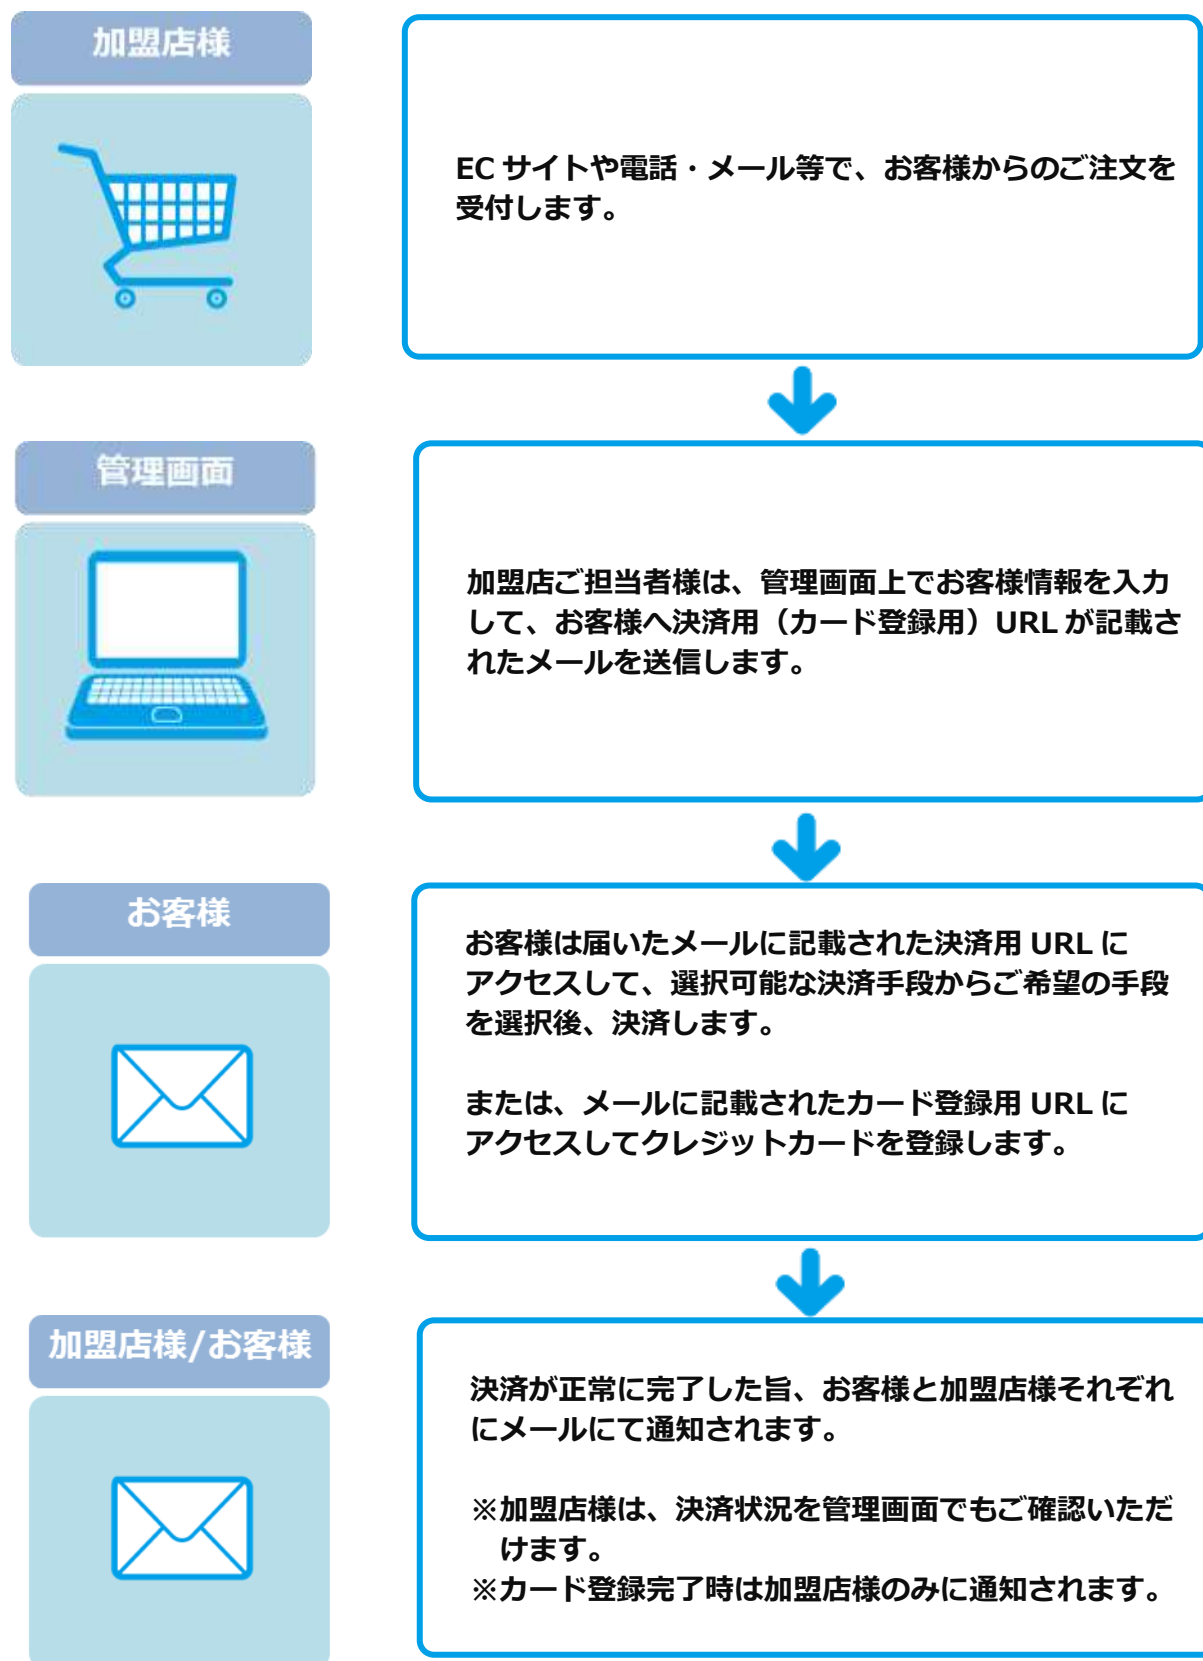 加盟店様
EC サイトや電話・メール等で、お客様からのご注文を
受付します。
管理画面
加盟店ご担当者様は、管理画面上でお客様情報を入力
して、お客様へ決済用（カード登録用）URL が記載さ
れたメールを送信します。
お客様
お客様は届いたメールに記載された決済用 URL に
アクセスして、選択可能な決済手段からご希望の手段
を選択後、決済します。
または、メールに記載されたカード登録用 URL に
アクセスしてクレジットカードを登録します。
加盟店様/お客様
決済が正常に完了した旨、お客様と加盟店様それぞれ
にメールにて通知されます。
※加盟店様は、決済状況を管理画面でもご確認いただ
けます。
※カード登録完了時は加盟店様のみに通知されます。